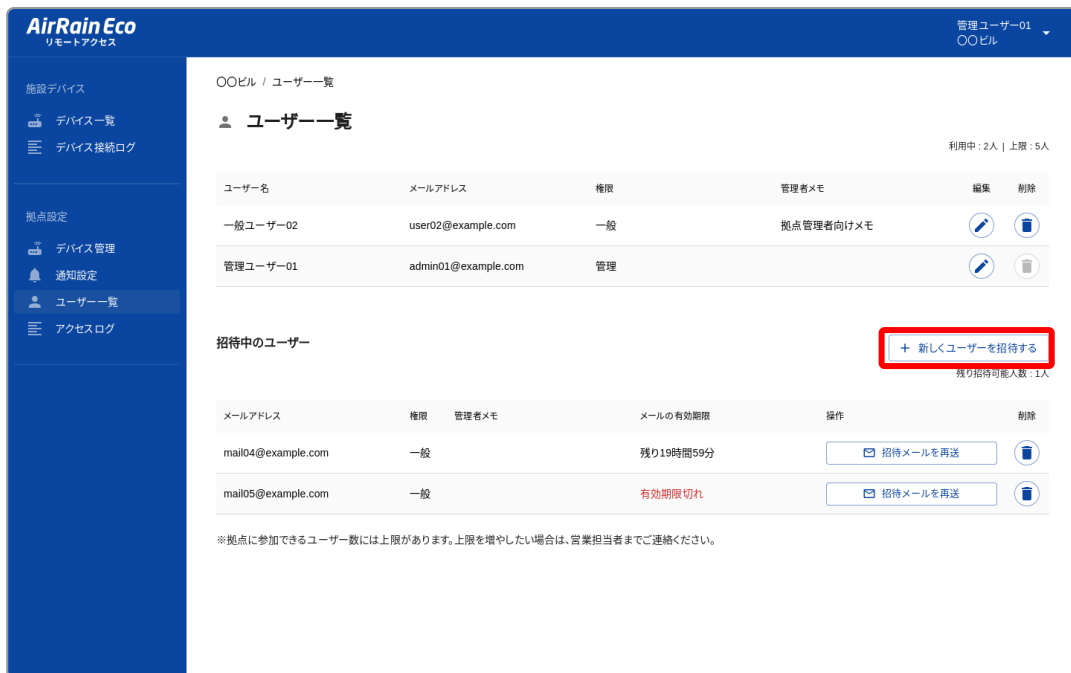 AirRain Eco
リモートアクセス
管理ユーザー01
〇〇ビル
施設デバイス
デバイス一覧
デバイス接続ログ
拠点設定
デバイス管理
通知設定
ユーザー一覧
アクセスログ
〇〇ビル / ユーザー一覧
ユーザー一覧
利用中 : 2人 | 上限 : 5人
ユーザー名 メールアドレス 権限 管理者メモ 編集 削除
一般ユーザー02 user02@example.com 一般 拠点管理者向けメモ
管理ユーザー01 admin01@example.com 管理
招待中のユーザー
+ 新しくユーザーを招待する
残り招待可能人数 : 1人
メールアドレス 権限 管理者メモ メールの有効期限 操作 削除
mail04@example.com 一般 残り19時間59分 招待メールを再送
mail05@example.com 一般 有効期限切れ 招待メールを再送
※拠点に参加できるユーザー数には上限があります。上限を増やしたい場合は、営業担当者までご連絡ください。